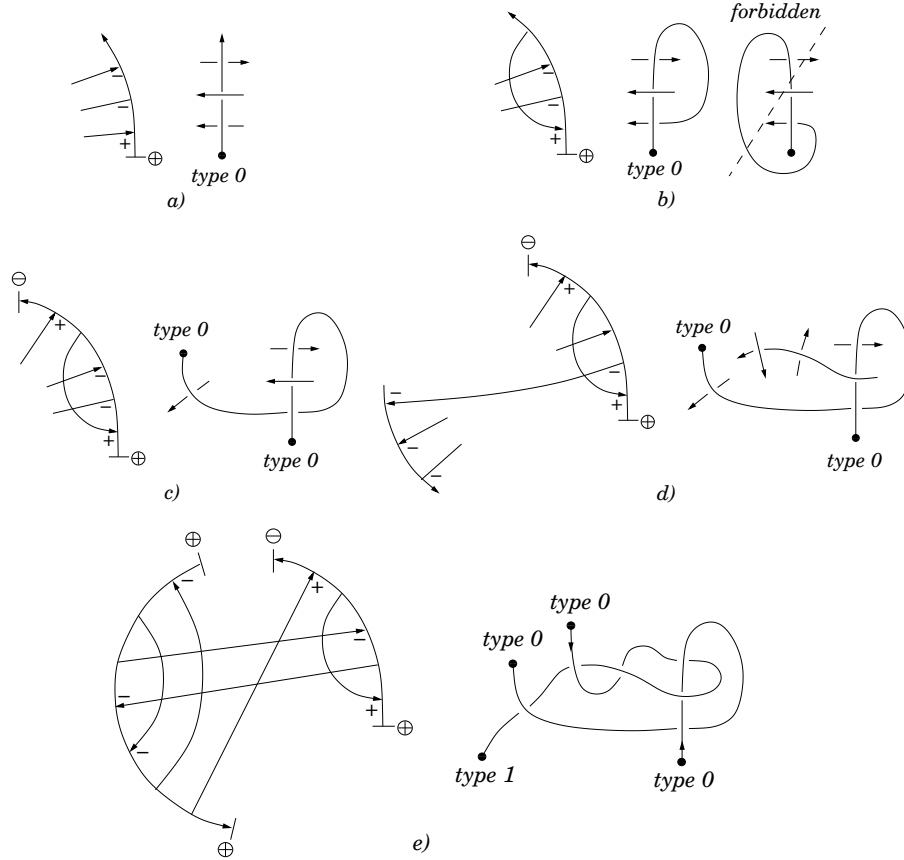 forbidden
−
−
+
⊕
type 0
a)
−
−
+
⊕
type 0
b)
⊖
+
−
−
+
⊕
type 0
type 0
c)
⊖
+
−
−
+
⊕
−
−
−
type 0
type 0
d)
⊕
⊖
−
+
−
−
−
+
⊕
⊕
type 0
type 0
type 1
type 0
e)